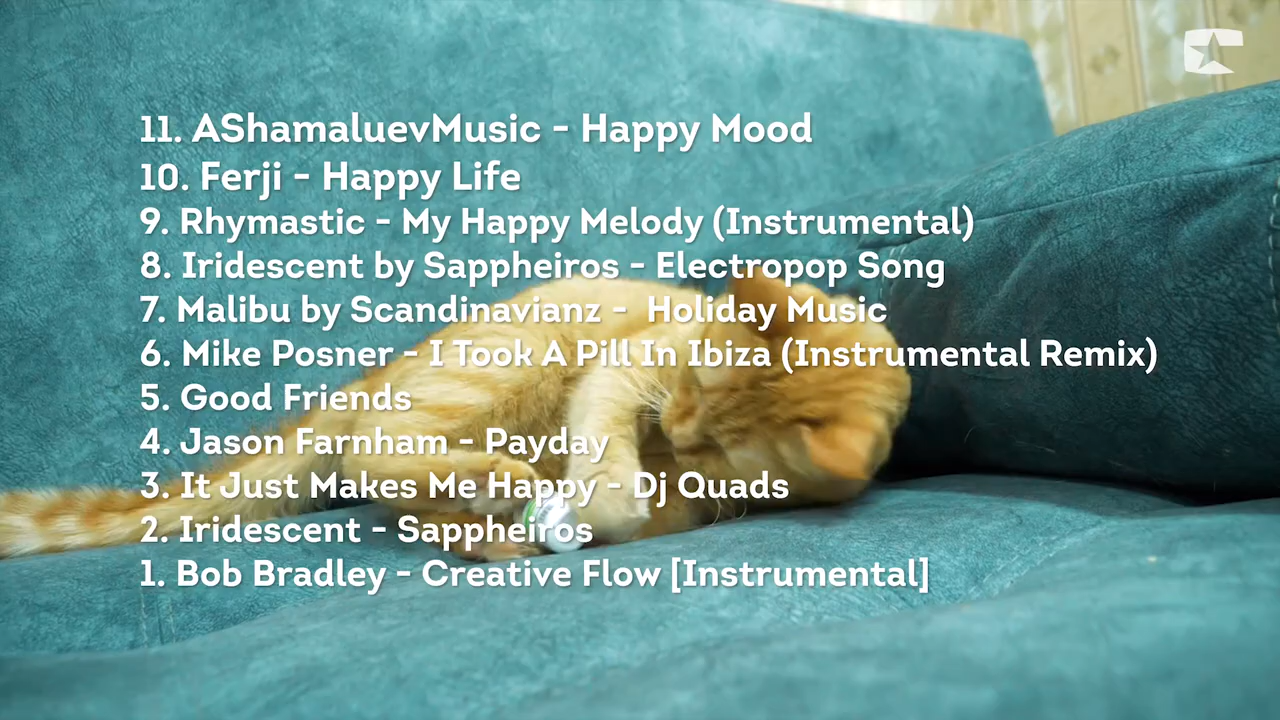 11. AShamaluevMusic - Happy Mood
10. Ferji - Happy Life
9. Rhymastic - My Happy Melody (Instrumental)
8. Iridescent by Sappheiros - Electropop Song
7. Malibu by Scandinavianz -  Holiday Music
6. Mike Posner - I Took A Pill In Ibiza (Instrumental Remix)
5. Good Friends
4. Jason Farnham - Payday
3. It Just Makes Me Happy - Dj Quads
2. Iridescent - Sappheiros
1. Bob Bradley - Creative Flow [Instrumental]